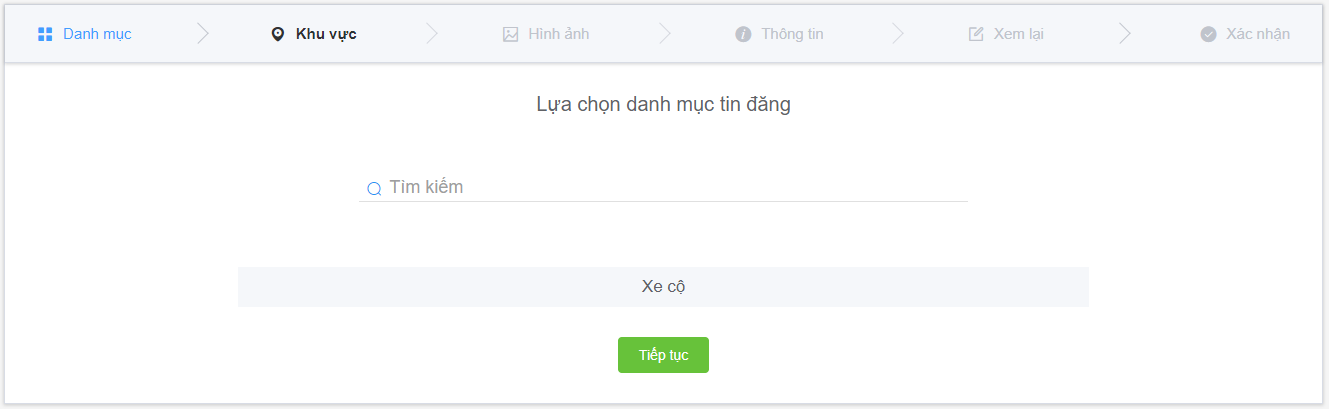 Danh mục Khu vực Hình ảnh Thông tin Xem lại Xác nhận
Lựa chọn danh mục tin đăng
Tìm kiếm
Xe cộ
Tiếp tục